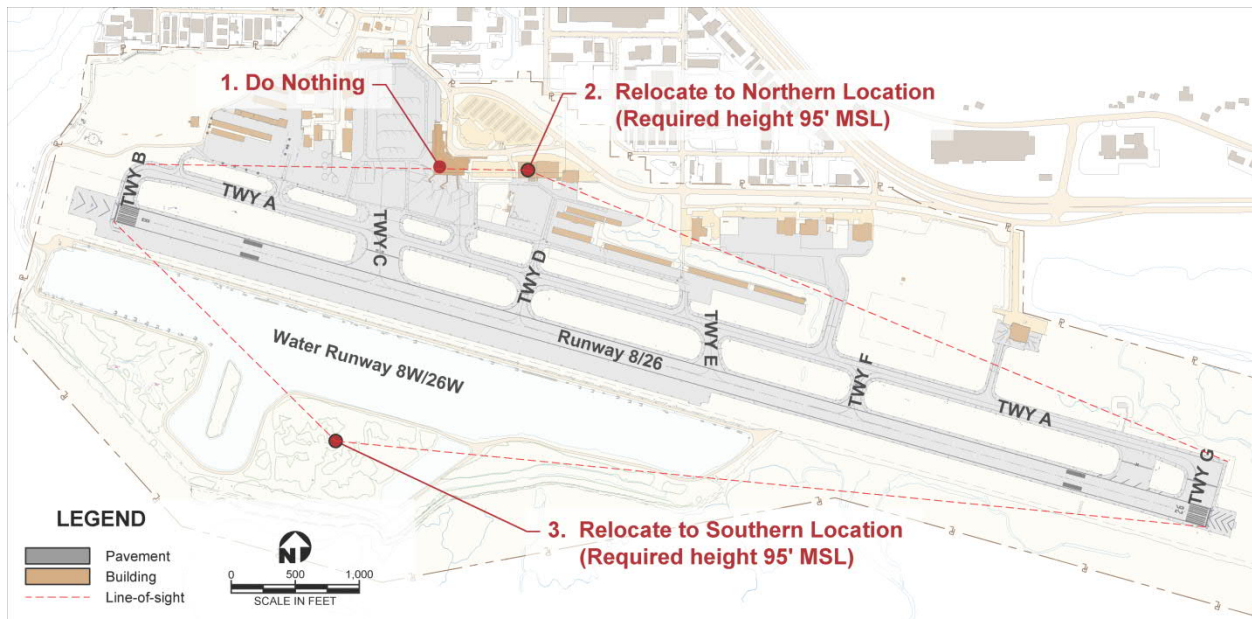 1. Do Nothing
2. Relocate to Northern Location
(Required height 95' MSL)
TWY B
TWY A
TWY C
TWY D
TWY E
Runway 8/26
Water Runway 8W/26W
TWY F
TWY A
TWY G
26
3. Relocate to Southern Location
(Required height 95' MSL)
LEGEND
Pavement
Building
Line-of-sight
N
0 500 1,000
SCALE IN FEET